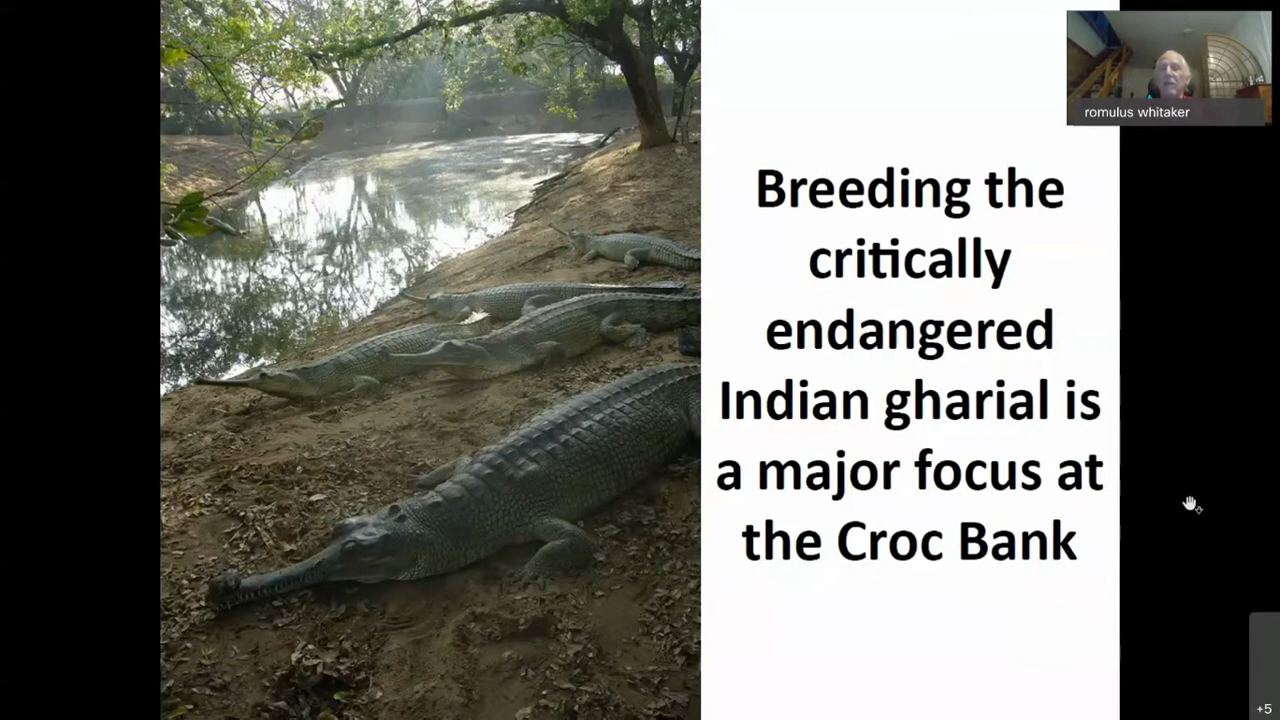 romulus whitaker
Breeding the
critically
endangered
Indian gharial is
a major focus at
the Croc Bank
+5